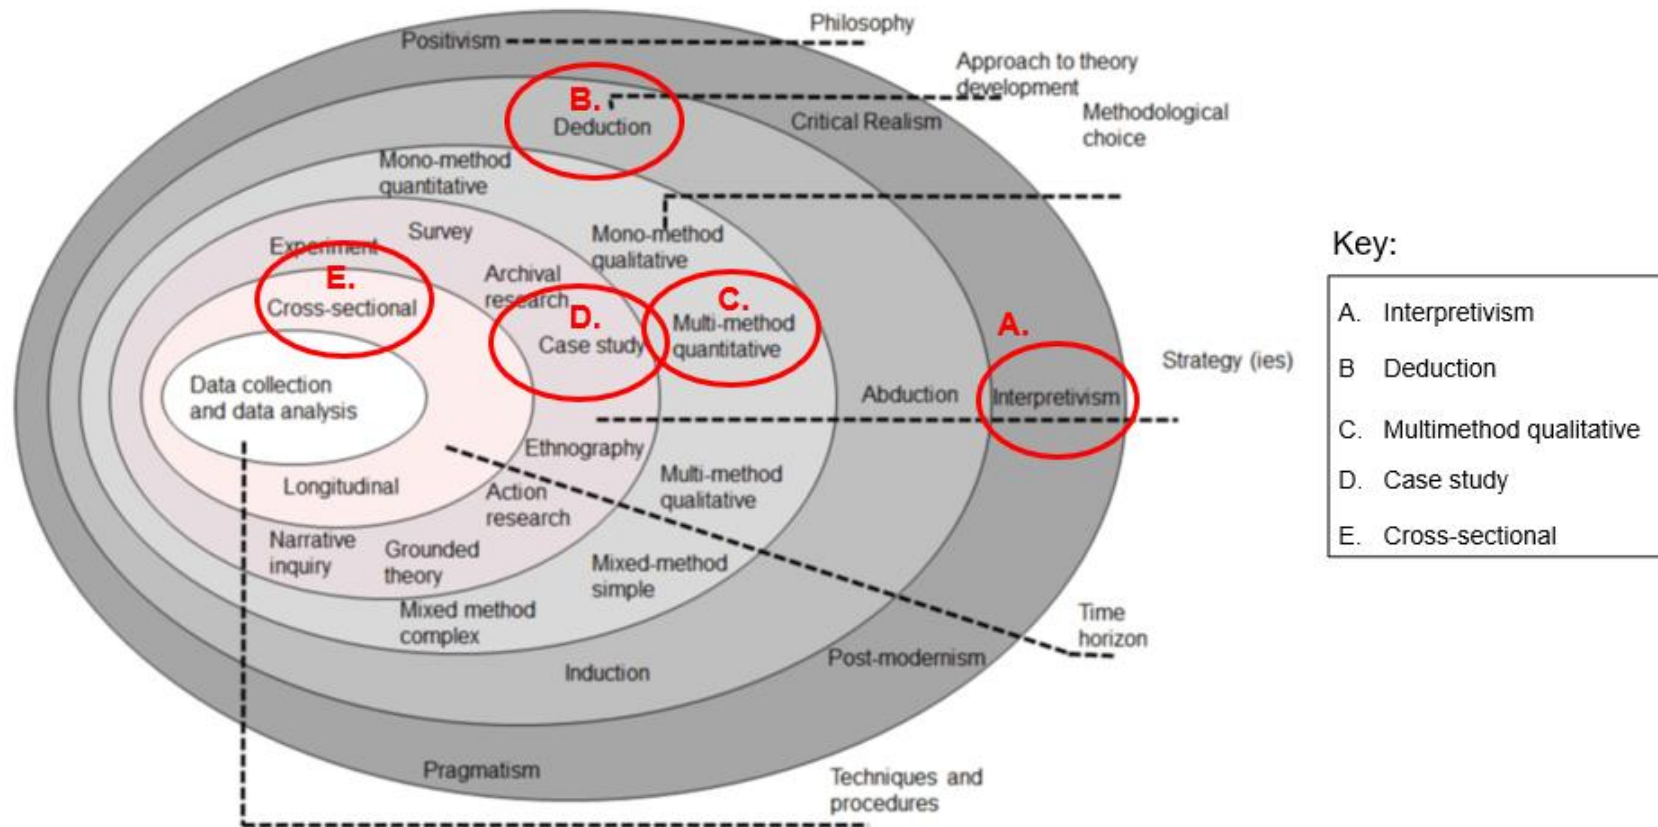 Philosophy
Positivism
Approach to theory
development
B.
Deduction
Critical Realism
Methodological
choice
Mono-method
quantitative
Survey
Experiment
Mono-method
qualitative
Archival
research
E.
Cross-sectional
D.
Case study
C.
Multi-method
quantitative
A.
Interpretivism
Abduction
Strategy (ies)
Data collection
and data analysis
Ethnography
Longitudinal
Action
research
Multi-method
qualitative
Narrative
inquiry
Grounded
theory
Mixed-method
simple
Mixed method
complex
Time
horizon
Post-modernism
Induction
Pragmatism
Techniques and
procedures
Key:
A. Interpretivism
B Deduction
C. Multimethod qualitative
D. Case study
E. Cross-sectional